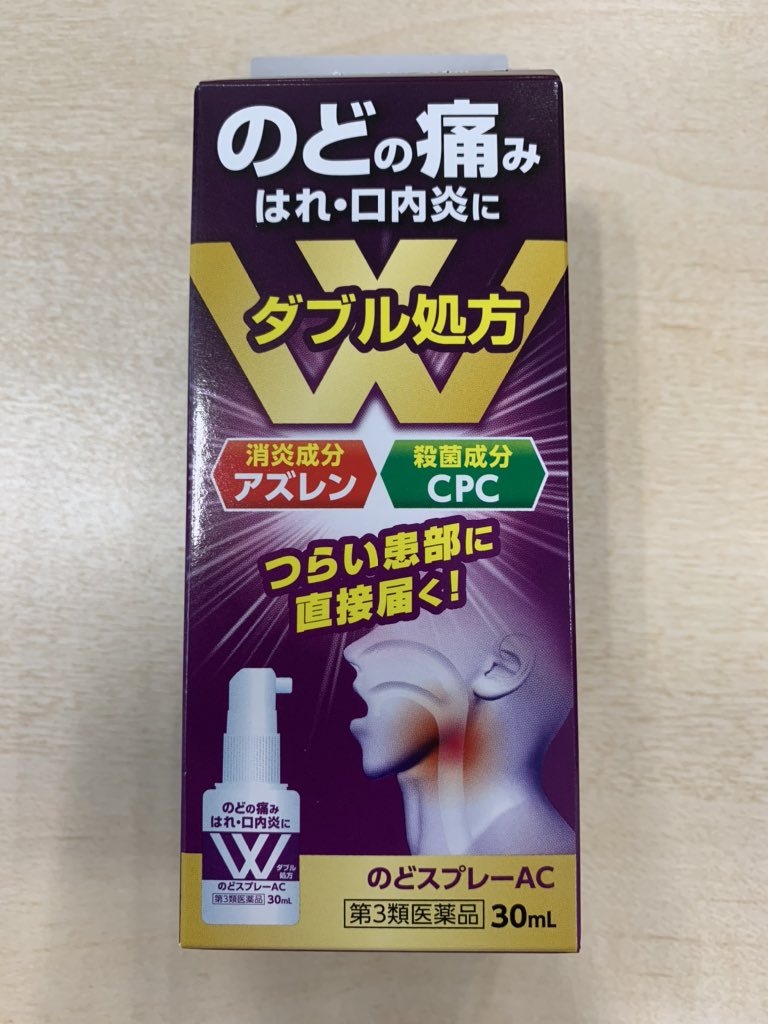 のどの痛み
はれ・口内炎に
W
ダブル処方
消炎成分
アズレン
殺菌成分
CPC
つらい患部に
直接届く!
のどの痛み
はれ・口内炎に
W
ダブル
処方
のどスプレーAC
第3類医薬品 30mL
のどスプレーAC
第3類医薬品 30mL